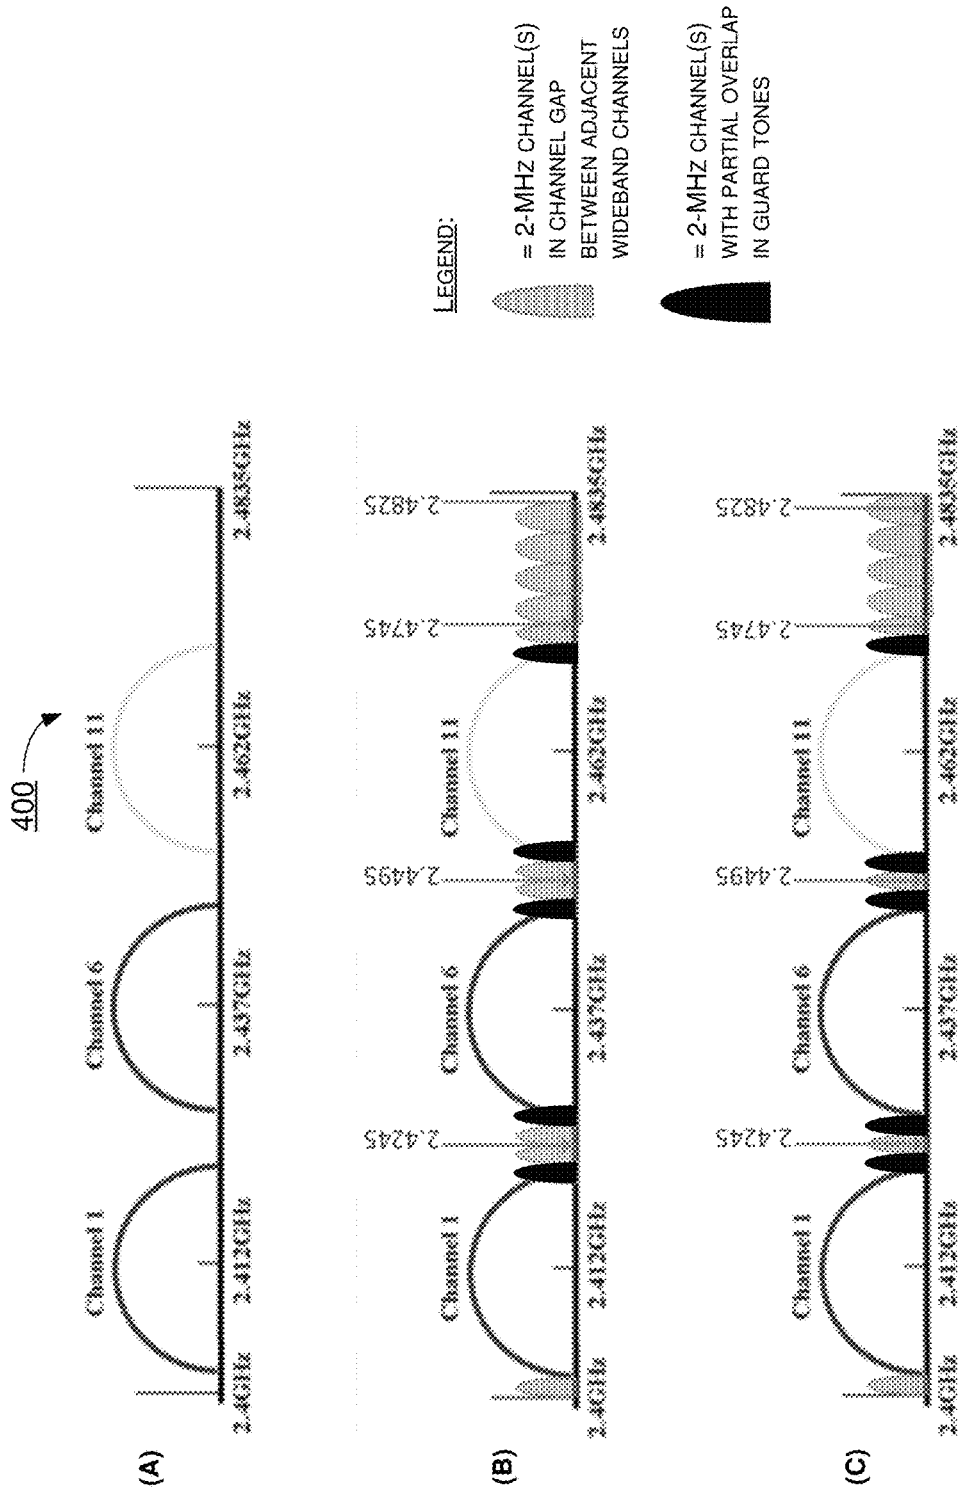 400
(A)
Channel 1
Channel 6
Channel 11
2.4GHz
2.412GHz
2.437GHz
2.462GHz
2.4835GHz
(B)
2.4245
2.4495
2.4745
2.4825
Channel 1
Channel 6
Channel 11
2.4GHz
2.412GHz
2.437GHz
2.462GHz
2.4835GHz
(C)
2.4245
2.4495
2.4745
2.4825
Channel 1
Channel 6
Channel 11
2.4GHz
2.412GHz
2.437GHz
2.462GHz
2.4835GHz
LEGEND:
= 2-MHZ CHANNEL(S)
IN CHANNEL GAP
BETWEEN ADJACENT
WIDEBAND CHANNELS
= 2-MHZ CHANNEL(S)
WITH PARTIAL OVERLAP
IN GUARD TONES